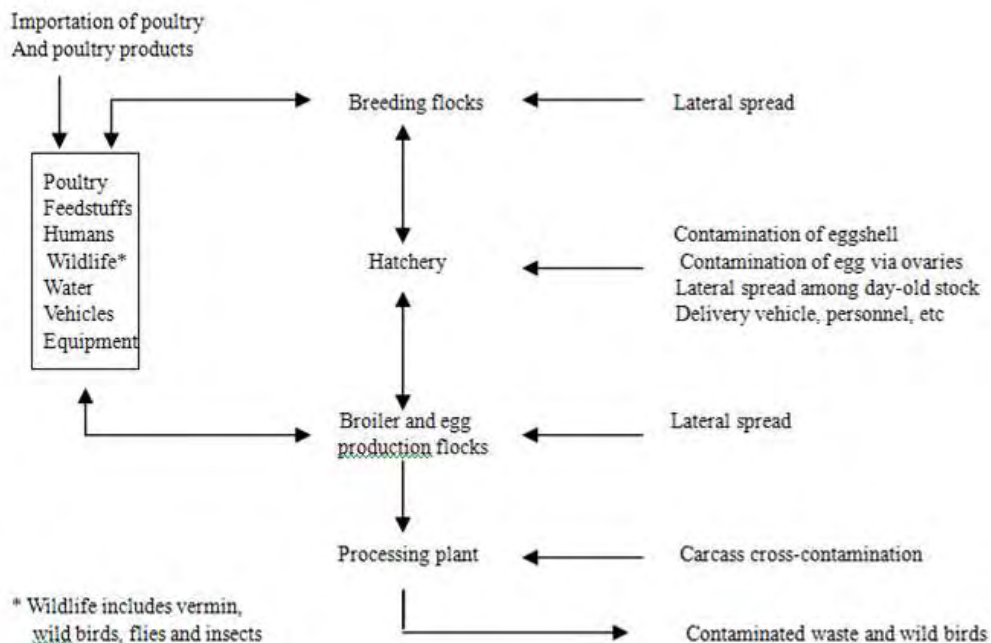 Importation of poultry
And poultry products
Breeding flocks
Lateral spread
Poultry
Feedstuffs
Humans
Wildlife*
Water
Vehicles
Equipment
Hatchery
Contamination of eggshell
Contamination of egg via ovaries
Lateral spread among day-old stock
Delivery vehicle, personnel, etc
Broiler and egg
production flocks
Lateral spread
Processing plant
Carcass cross-contamination
* Wildlife includes vermin,
wild birds, flies and insects
Contaminated waste and wild birds